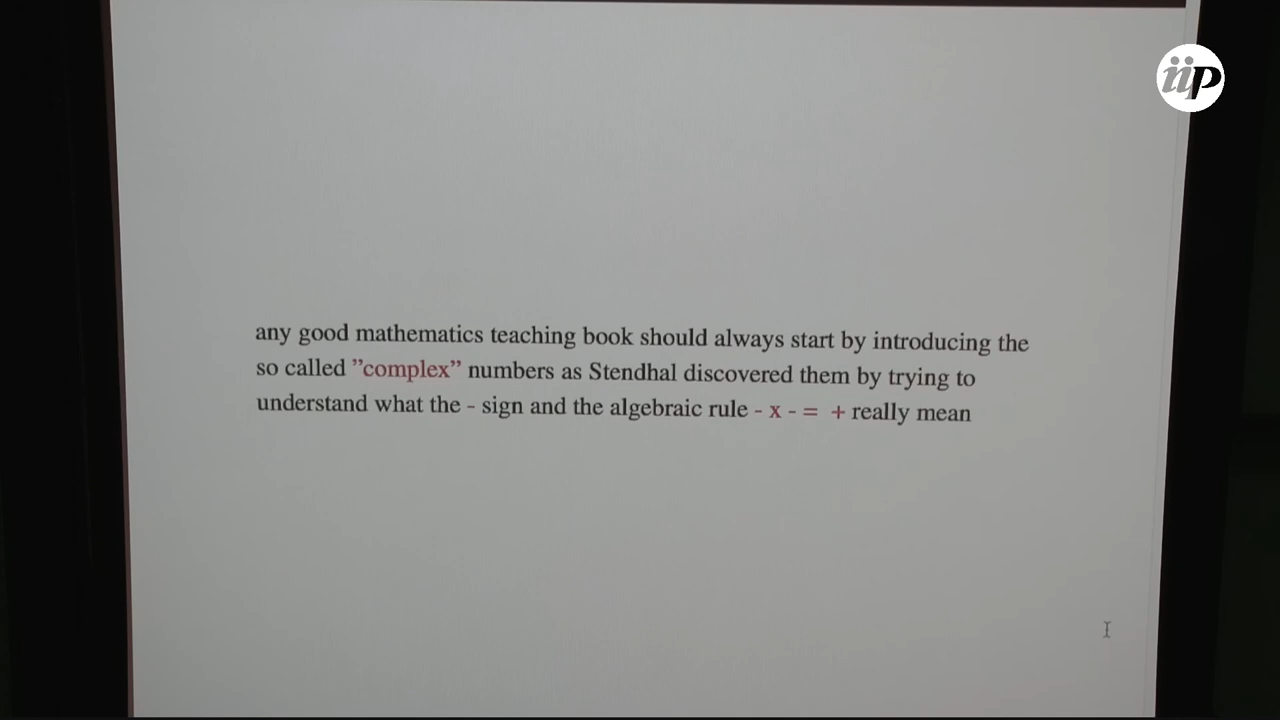 iip
any good mathematics teaching book should always start by introducing the
so called ”complex” numbers as Stendhal discovered them by trying to
understand what the - sign and the algebraic rule - x - = + really mean